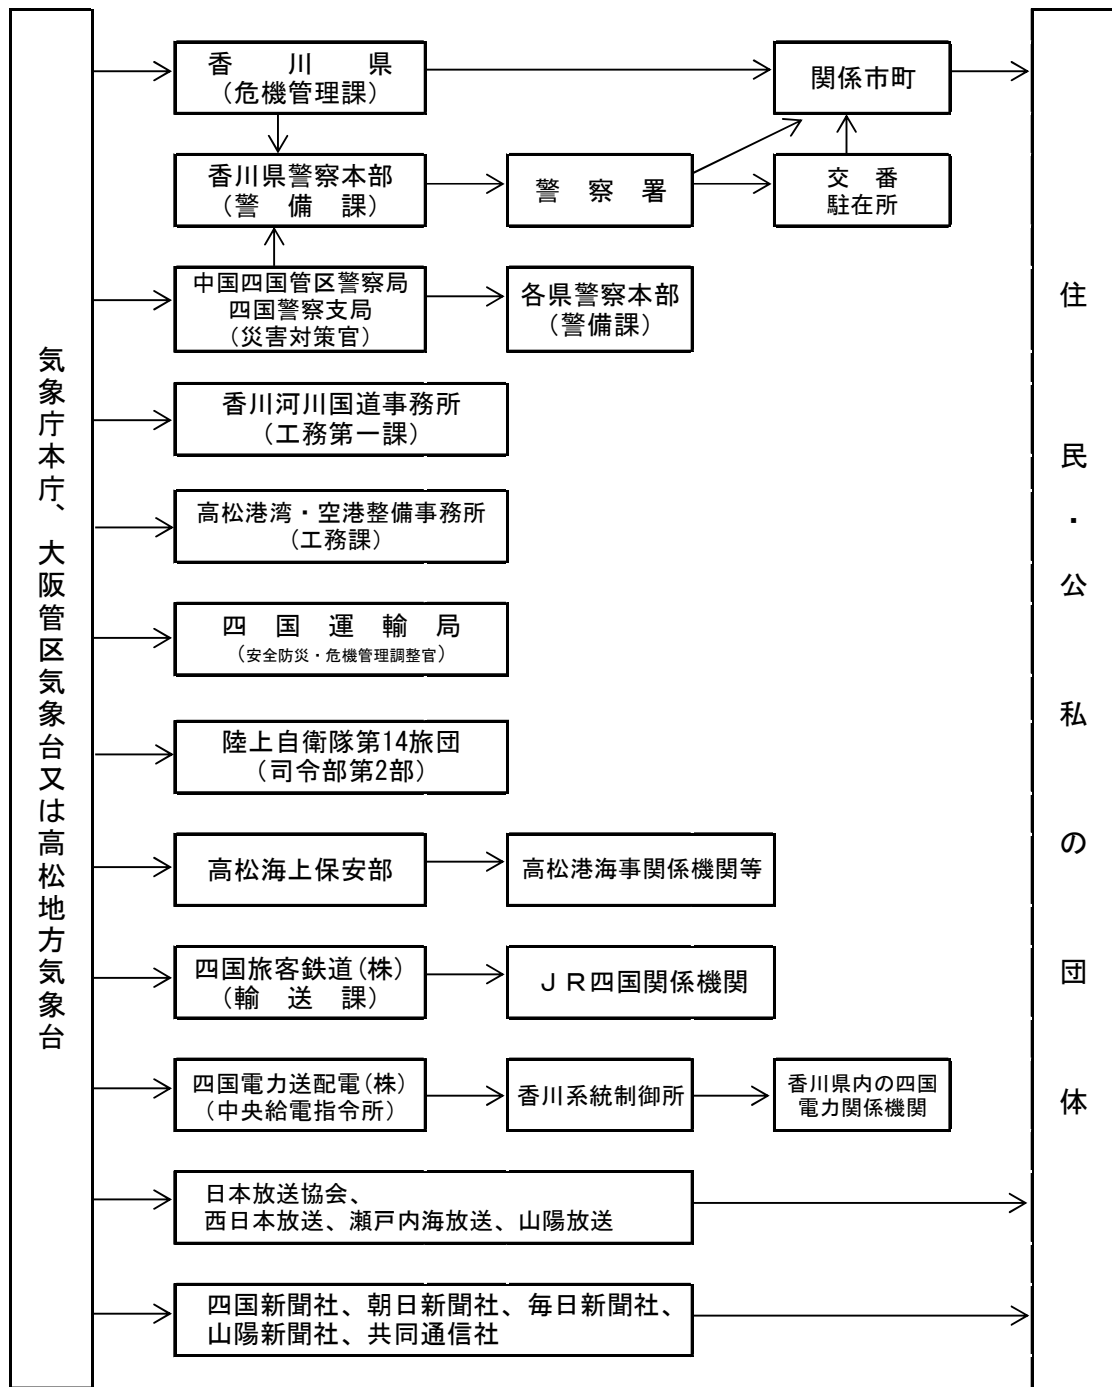 気象庁本庁、大阪管区気象台又は高松地方気象台
香川県
（危機管理課）
関係市町
香川県警察本部
（警備課）
警察署
交番
駐在所
中国四国管区警察局
四国警察支局
（災害対策官）
各県警察本部
（警備課）
香川河川国道事務所
（工務第一課）
高松港湾・空港整備事務所
（工務課）
四国運輸局
（安全防災・危機管理調整官）
陸上自衛隊第14旅団
（司令部第2部）
高松海上保安部
高松港海事関係機関等
四国旅客鉄道(株)
（輸送課）
ＪＲ四国関係機関
四国電力送配電(株)
（中央給電指令所）
香川系統制御所
香川県内の四国
電力関係機関
日本放送協会、
西日本放送、瀬戸内海放送、山陽放送
四国新聞社、朝日新聞社、毎日新聞社、
山陽新聞社、共同通信社
住民・公私の団体